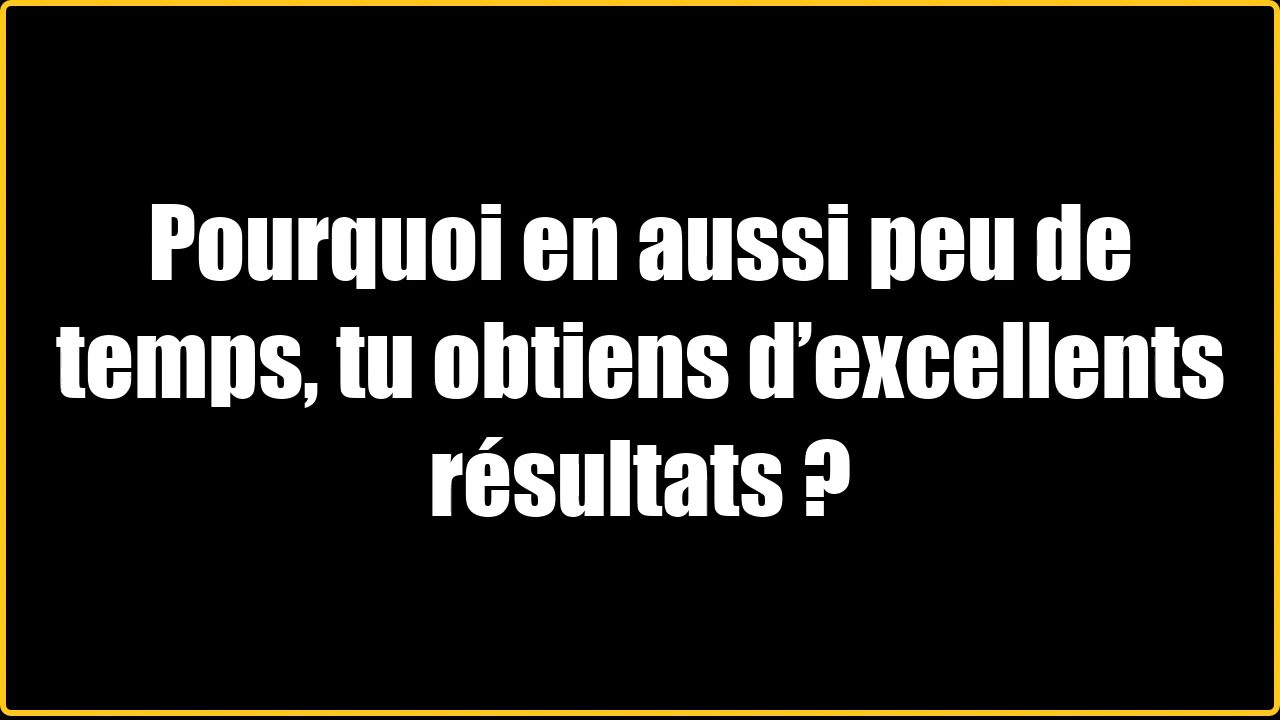 Pourquoi en aussi peu de
temps, tu obtiens d’excellents
résultats ?